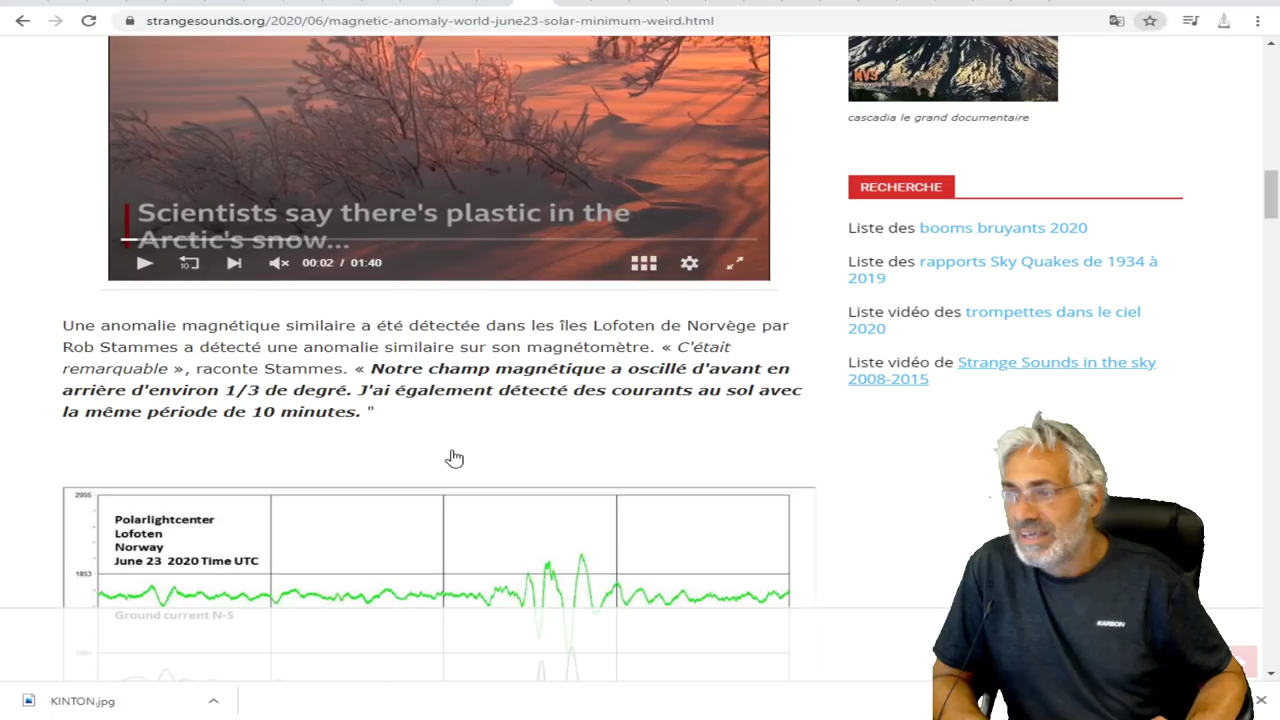 strangesounds.org/2020/06/magnetic-anomaly-world-june23-solar-minimum-weird.html
Scientists say there's plastic in the
Arctic's snow...
10
00:02 / 01:40
Une anomalie magnétique similaire a été détectée dans les îles Lofoten de Norvège par
Rob Stammes a détecté une anomalie similaire sur son magnétomètre. « C'était
remarquable », raconte Stammes. « Notre champ magnétique a oscillé d'avant en
arrière d'environ 1/3 de degré. J'ai également détecté des courants au sol avec
la même période de 10 minutes. "
2055
Polarlightcenter
Lofoten
Norway
June 23 2020 Time UTC
1853
Ground current N-S
cascadia le grand documentaire
RECHERCHE
Liste des booms bruyants 2020
Liste des rapports Sky Quakes de 1934 à
2019
Liste vidéo des trompettes dans le ciel
2020
Liste vidéo de Strange Sounds in the sky
2008-2015
KINTON.jpg